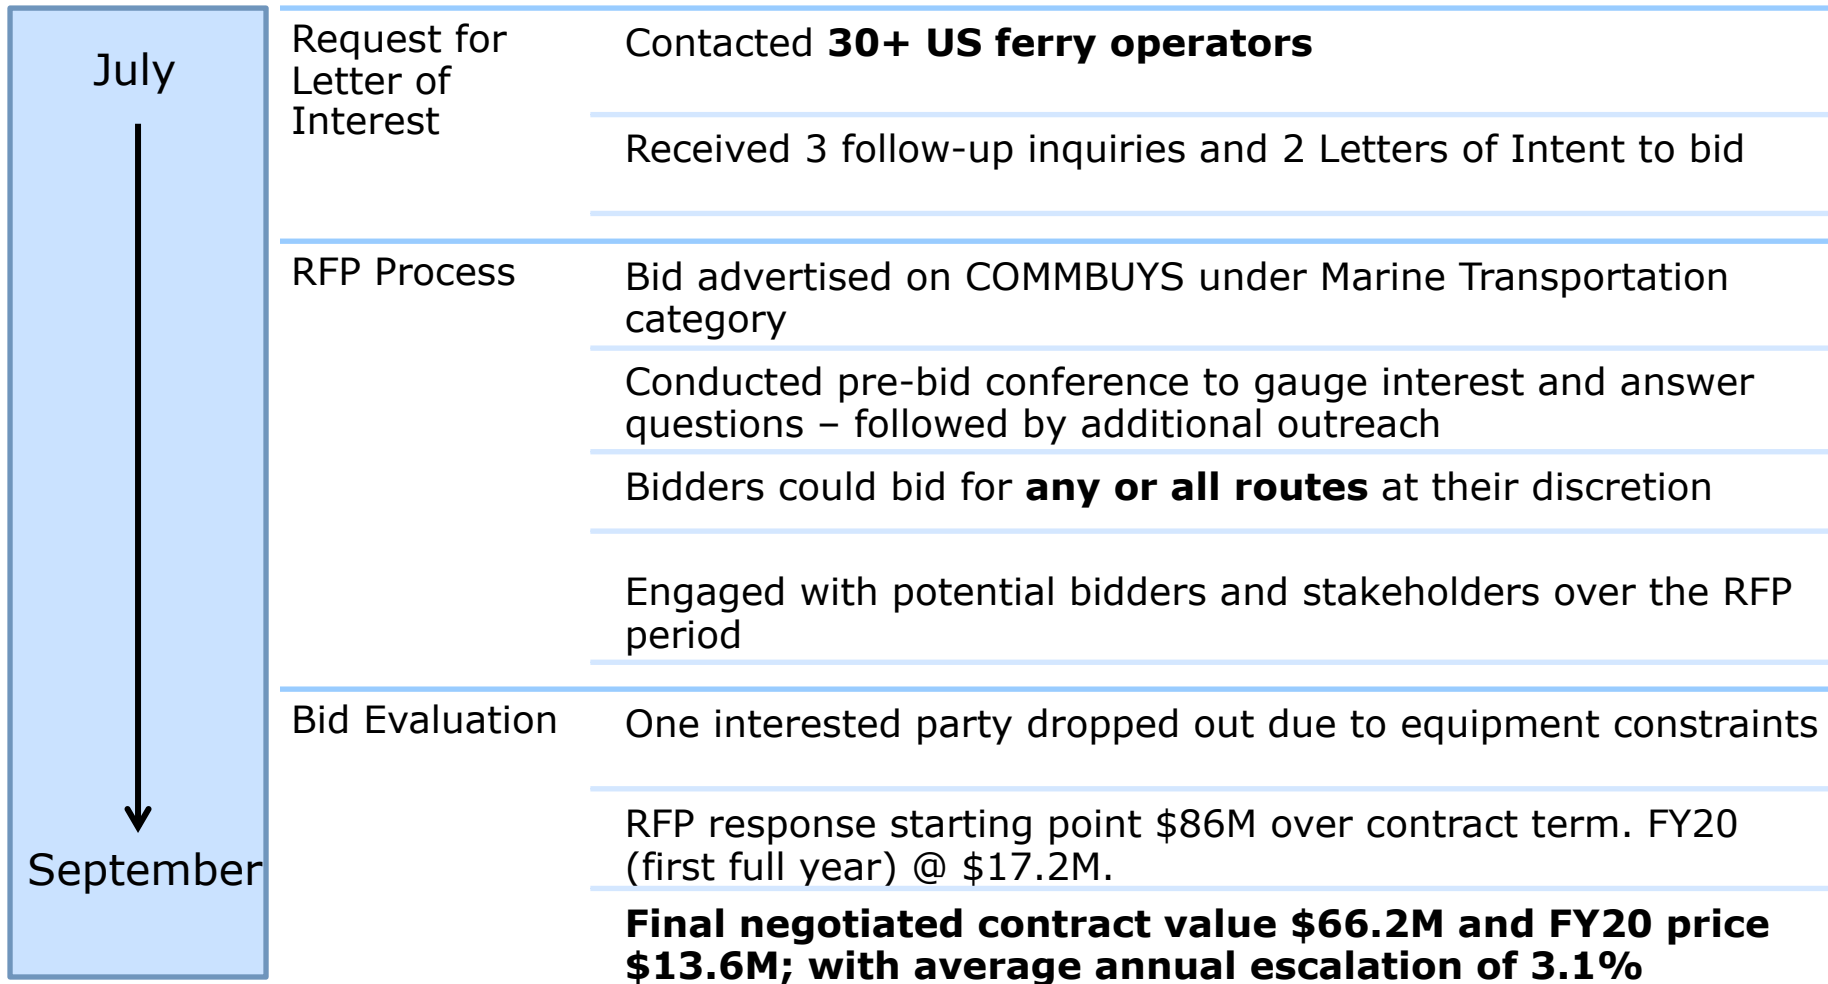 July
September
Request for
Letter of
Interest
Contacted 30+ US ferry operators
Received 3 follow-up inquiries and 2 Letters of Intent to bid
RFP Process
Bid advertised on COMMBUYS under Marine Transportation
category
Conducted pre-bid conference to gauge interest and answer
questions – followed by additional outreach
Bidders could bid for any or all routes at their discretion
Engaged with potential bidders and stakeholders over the RFP
period
Bid Evaluation
One interested party dropped out due to equipment constraints
RFP response starting point $86M over contract term. FY20
(first full year) @ $17.2M.
Final negotiated contract value $66.2M and FY20 price
$13.6M; with average annual escalation of 3.1%